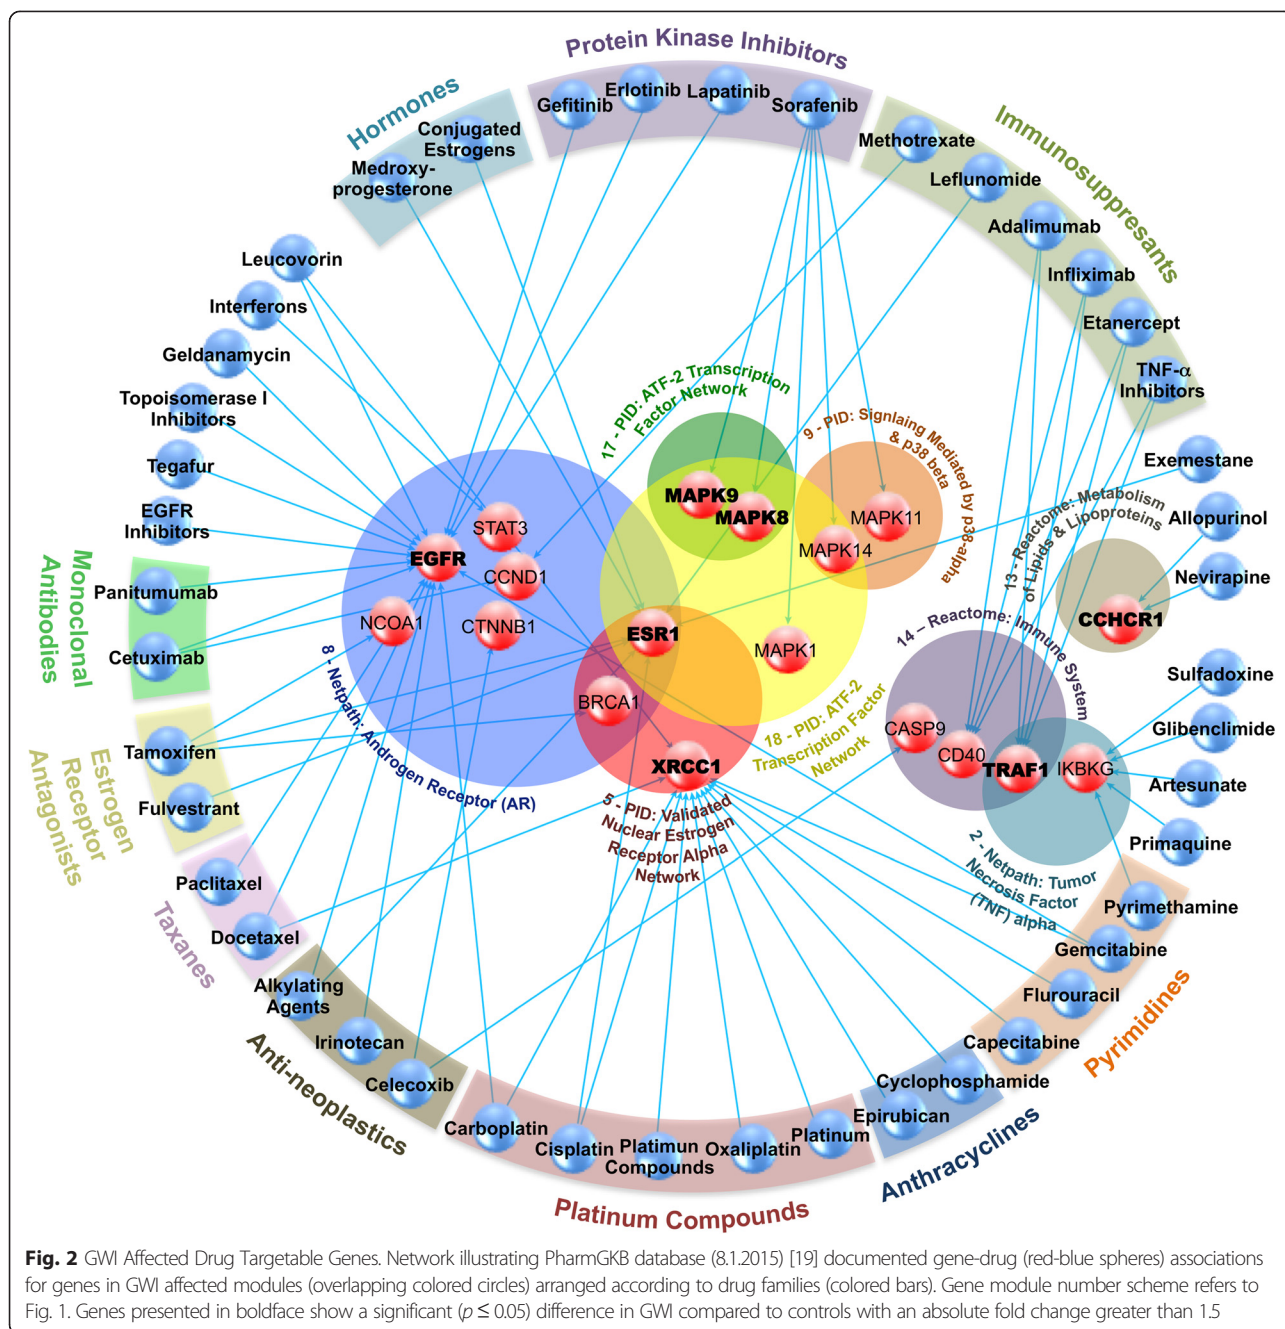 Protein Kinase Inhibitors
Gefitinib
Erlotinib
Lapatinib
Sorafenib
Hormones
Conjugated
Estrogens
Medroxy-
progesterone
Immunosuppresants
Methotrexate
Leflunomide
Adalimumab
Infliximab
Etanercept
TNF-α
Inhibitors
Leucovorin
Interferons
Geldanamycin
Topoisomerase I
Inhibitors
Tegafur
EGFR
Inhibitors
Monoclonal
Antibodies
Panitumumab
Cetuximab
Estrogen
Receptor
Antagonists
Tamoxifen
Fulvestrant
Taxanes
Paclitaxel
Docetaxel
Anti-neoplastics
Alkylating
Agents
Irinotecan
Celecoxib
Platinum Compounds
Carboplatin
Cisplatin
Platimun
Compounds
Oxaliplatin
Platinum
Anthracyclines
Epirubican
Cyclophosphamide
Pyrimidines
Capecitabine
Flurouracil
Gemcitabine
Pyrimethamine
Primaquine
Artesunate
Glibenclimide
Sulfadoxine
Nevirapine
Allopurinol
Exemestane
17 - PID: ATF-2 Transcription
Factor Network
MAPK9
MAPK8
9 - PID: Signlaing Mediated by p38-alpha
& p38 beta
MAPK11
MAPK14
MAPK1
18 - PID: ATF-2
Transcription Factor
Network
STAT3
EGFR
CCND1
NCOA1
CTNNB1
ESR1
BRCA1
XRCC1
8 - Netpath: Androgen Receptor (AR)
5 - PID: Validated
Nuclear Estrogen
Receptor Alpha
Network
13 - Reactome: Metabolism
of Lipids & Lipoproteins
CCHCR1
14 – Reactome: Immune System
CASP9
CD40
TRAF1
IKBKG
2 - Netpath: Tumor
Necrosis Factor
(TNF) alpha
Fig. 2 GWI Affected Drug Targetable Genes. Network illustrating PharmGKB database (8.1.2015) [19] documented gene-drug (red-blue spheres) associations
for genes in GWI affected modules (overlapping colored circles) arranged according to drug families (colored bars). Gene module number scheme refers to
Fig. 1. Genes presented in boldface show a significant (p ≤ 0.05) difference in GWI compared to controls with an absolute fold change greater than 1.5